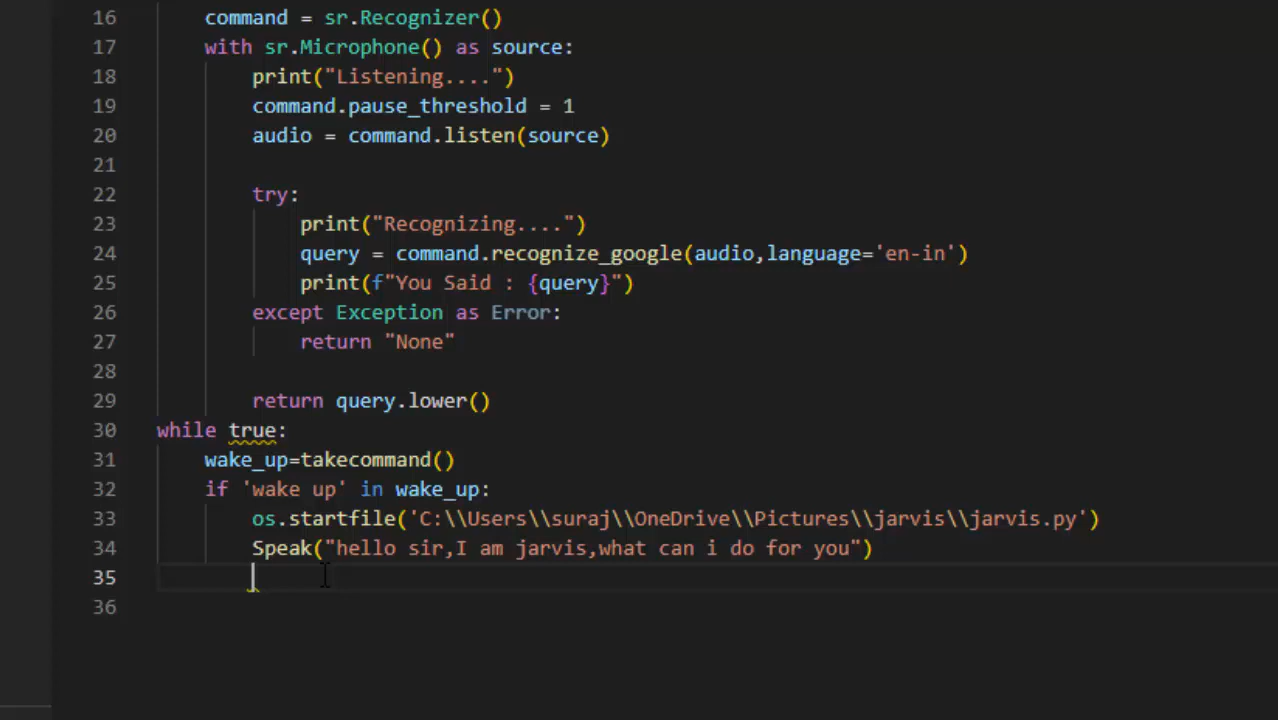 16 command = sr.Recognizer()
17 with sr.Microphone() as source:
18 print("Listening....")
19 command.pause_threshold = 1
20 audio = command.listen(source)
21
22 try:
23 print("Recognizing....")
24 query = command.recognize_google(audio,language='en-in')
25 print(f"You Said : {query}")
26 except Exception as Error:
27 return "None"
28
29 return query.lower()
30 while true:
31 wake_up=takecommand()
32 if 'wake up' in wake_up:
33 os.startfile('C:\\Users\\suraj\\OneDrive\\Pictures\\jarvis\\jarvis.py')
34 Speak("hello sir,I am jarvis,what can i do for you")
35
36